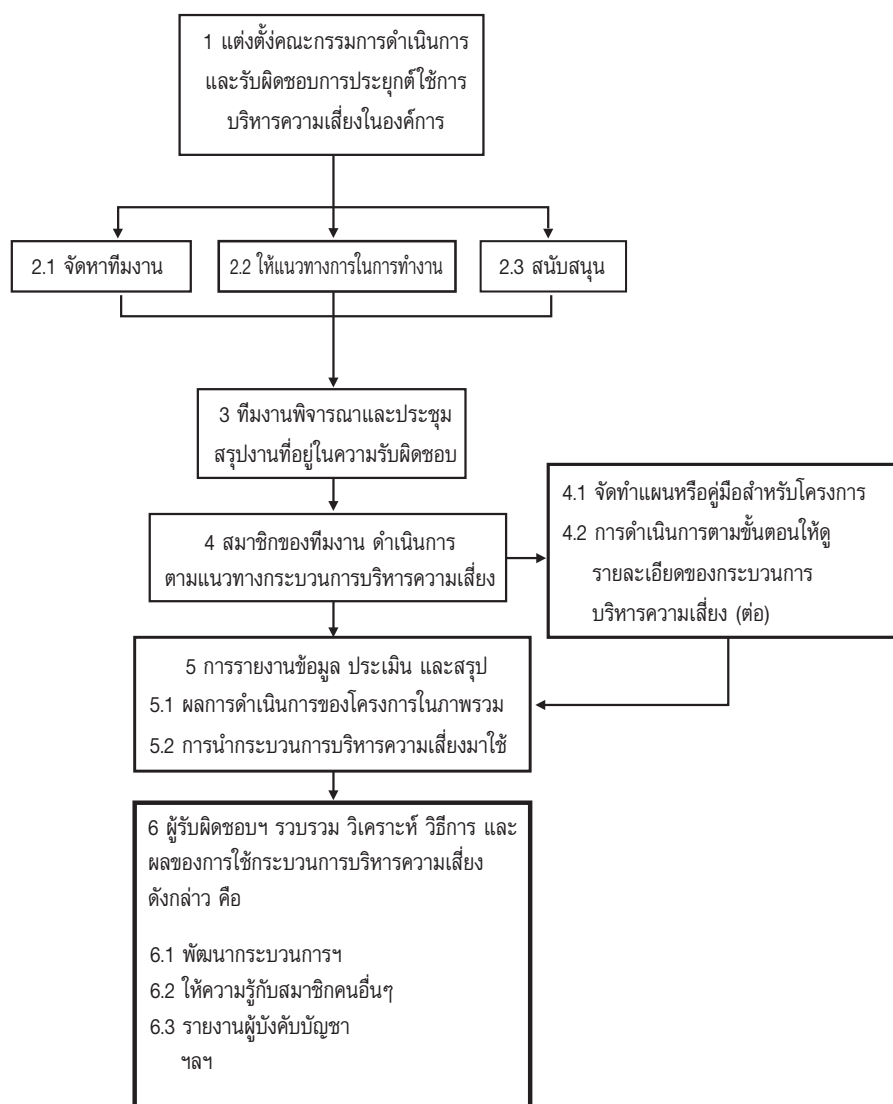 1 แต่งตั้งคณะกรรมการดำเนินการ
และรับผิดชอบการประยุกต์ใช้การ
บริหารความเสี่ยงในองค์การ
2.1 จัดหาทีมงาน
2.2 ให้แนวทางการในการทำงาน
2.3 สนับสนุน
3 ทีมงานพิจารณาและประชุม
สรุปงานที่อยู่ในความรับผิดชอบ
4 สมาชิกของทีมงาน ดำเนินการ
ตามแนวทางกระบวนการบริหารความเสี่ยง
4.1 จัดทำแผนหรือคู่มือสำหรับโครงการ
4.2 การดำเนินการตามขั้นตอนให้ดู
รายละเอียดของกระบวนการ
บริหารความเสี่ยง (ต่อ)
5 การรายงานข้อมูล ประเมิน และสรุป
5.1 ผลการดำเนินการของโครงการในภาพรวม
5.2 การนำกระบวนการบริหารความเสี่ยงมาใช้
6 ผู้รับผิดชอบฯ รวบรวม วิเคราะห์ วิธีการ และ
ผลของการใช้กระบวนการบริหารความเสี่ยง
ดังกล่าว คือ
6.1 พัฒนากระบวนการฯ
6.2 ให้ความรู้กับสมาชิกคนอื่นๆ
6.3 รายงานผู้บังคับบัญชา
ฯลฯ